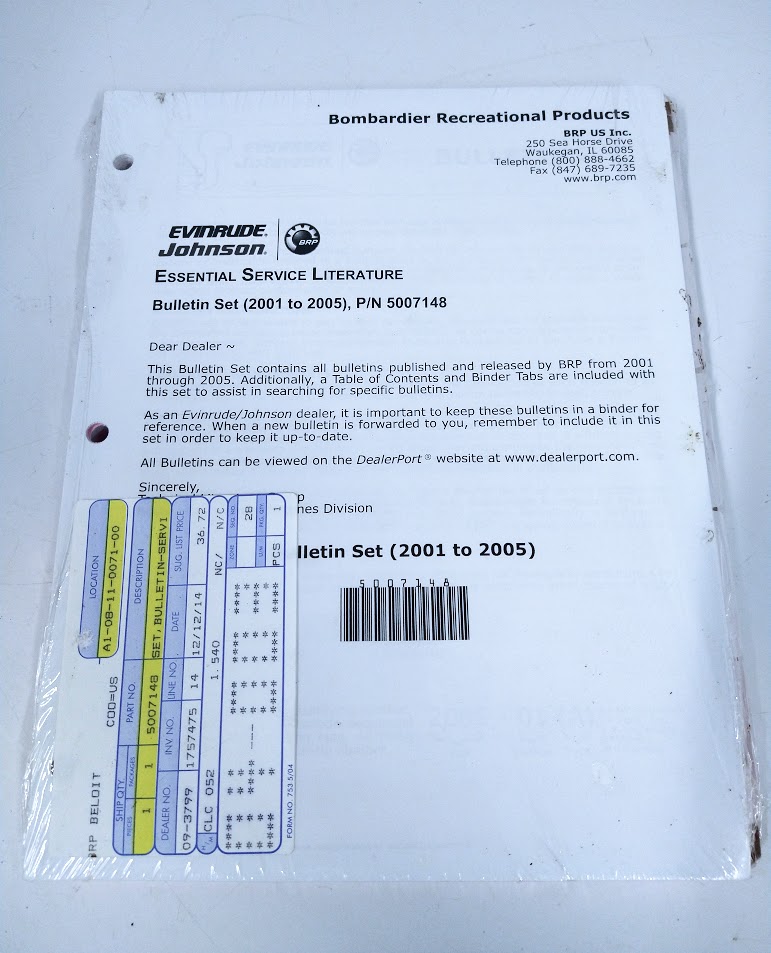 Bombardier Recreational Products
BRP US Inc.
250 Sea Horse Drive
Waukegan, IL 60085
Telephone (800) 888-4662
Fax (847) 689-7235
www.brp.com
EVINRUDE.
Johnson.
BRP
ESSENTIAL SERVICE LITERATURE
Bulletin Set (2001 to 2005), P/N 5007148
Dear Dealer ~
This Bulletin Set contains all bulletins published and released by BRP from 2001
through 2005. Additionally, a Table of Contents and Binder Tabs are included with
this set to assist in searching for specific bulletins.
As an Evinrude/Johnson dealer, it is important to keep these bulletins in a binder for
reference. When a new bulletin is forwarded to you, remember to include it in this
set in order to keep it up-to-date.
All Bulletins can be viewed on the DealerPort® website at www.dealerport.com.
Sincerely,
nes Division
lletin Set (2001 to 2005)
5007148
BRP BELOIT COO=US
LOCATION
A1-08-11-0071-00
SHIP QTY. PART NO. DESCRIPTION
PIECES PACKAGES
1 1 5007148 SET,BULLETIN-SERVI
DEALER NO. INV. NO. LINE NO. DATE SUG. LIST PRICE
09-3799 1757475 14 12/12/14 36.72
CLC 052 1.540 NC/ N/C
ZONE SEG. NO.
28
U/M PKG. QTY.
PCS 1
FORM NO. 753 5/04